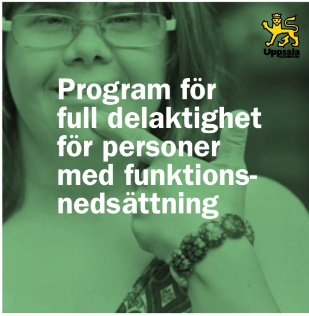 Uppsala
Program för
full delaktighet
för personer
med funktions-
nedsättning